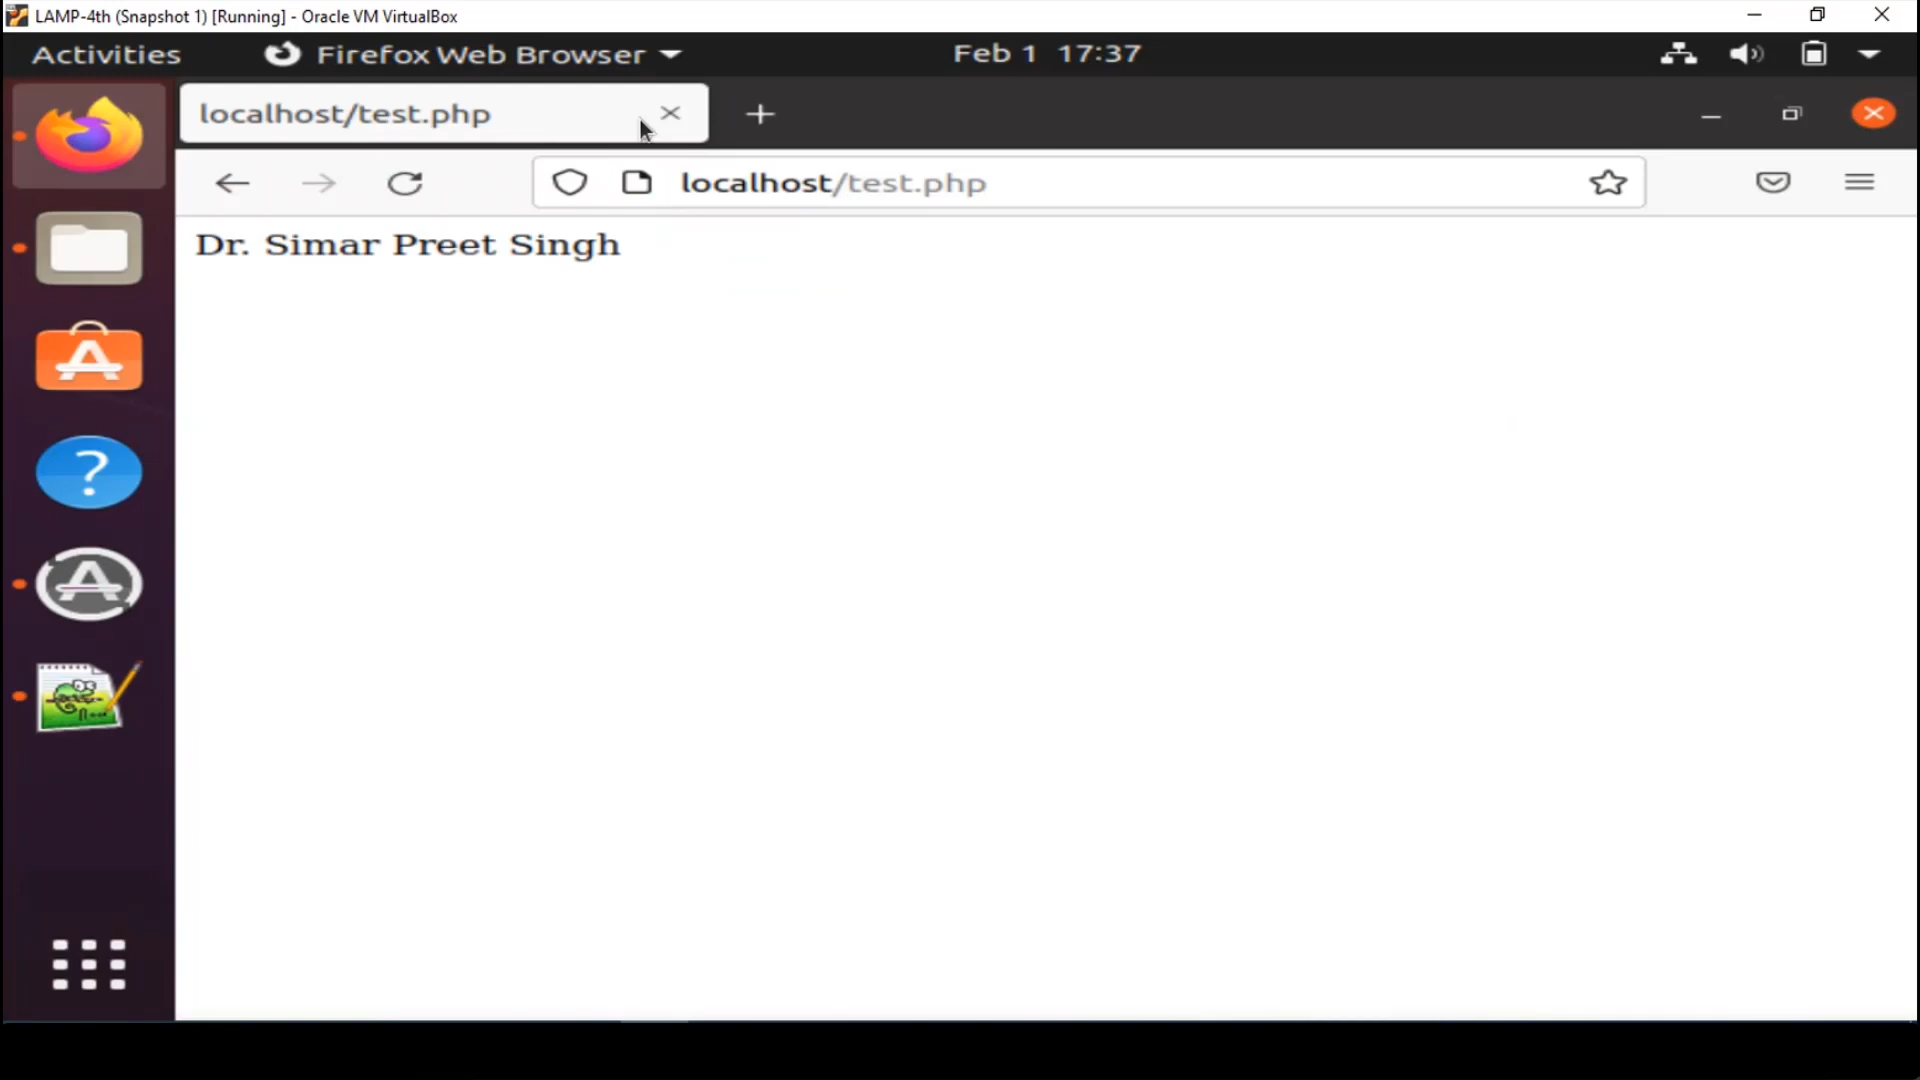 LAMP-4th (Snapshot 1) [Running] - Oracle VM VirtualBox
Activities Firefox Web Browser Feb 1 17:37
localhost/test.php
localhost/test.php
Dr. Simar Preet Singh